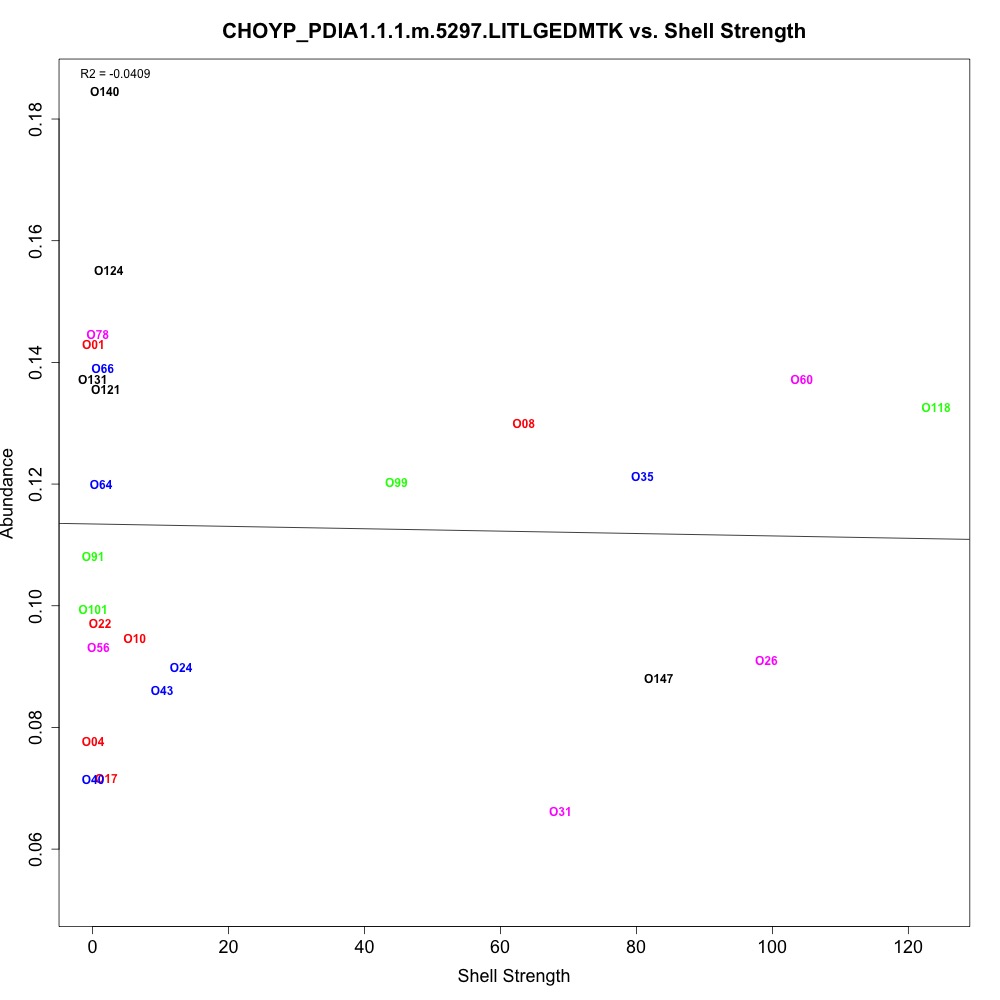 CHOYP_PDIA1.1.1.m.5297.LITLGEDMTK vs. Shell Strength
R2 = -0.0409
O140
0.18
0.16
O124
O78
O01
0.14
O66
O131
O60
O121
O118
O08
O35
0.12
O99
O64
Abundance
O91
0.10
O101
O22
O10
O56
O26
O24
O147
O43
0.08
O04
O40
O17
O31
0.06
0 20 40 60 80 100 120
Shell Strength